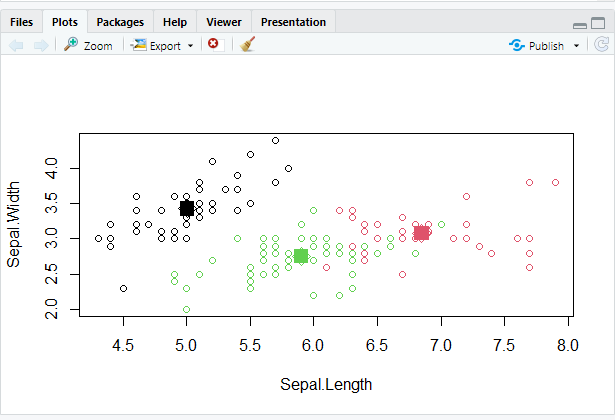 Files Plots Packages Help Viewer Presentation
Zoom Export Publish
Sepal.Width
4.0
3.5
3.0
2.5
2.0
4.5 5.0 5.5 6.0 6.5 7.0 7.5 8.0
Sepal.Length